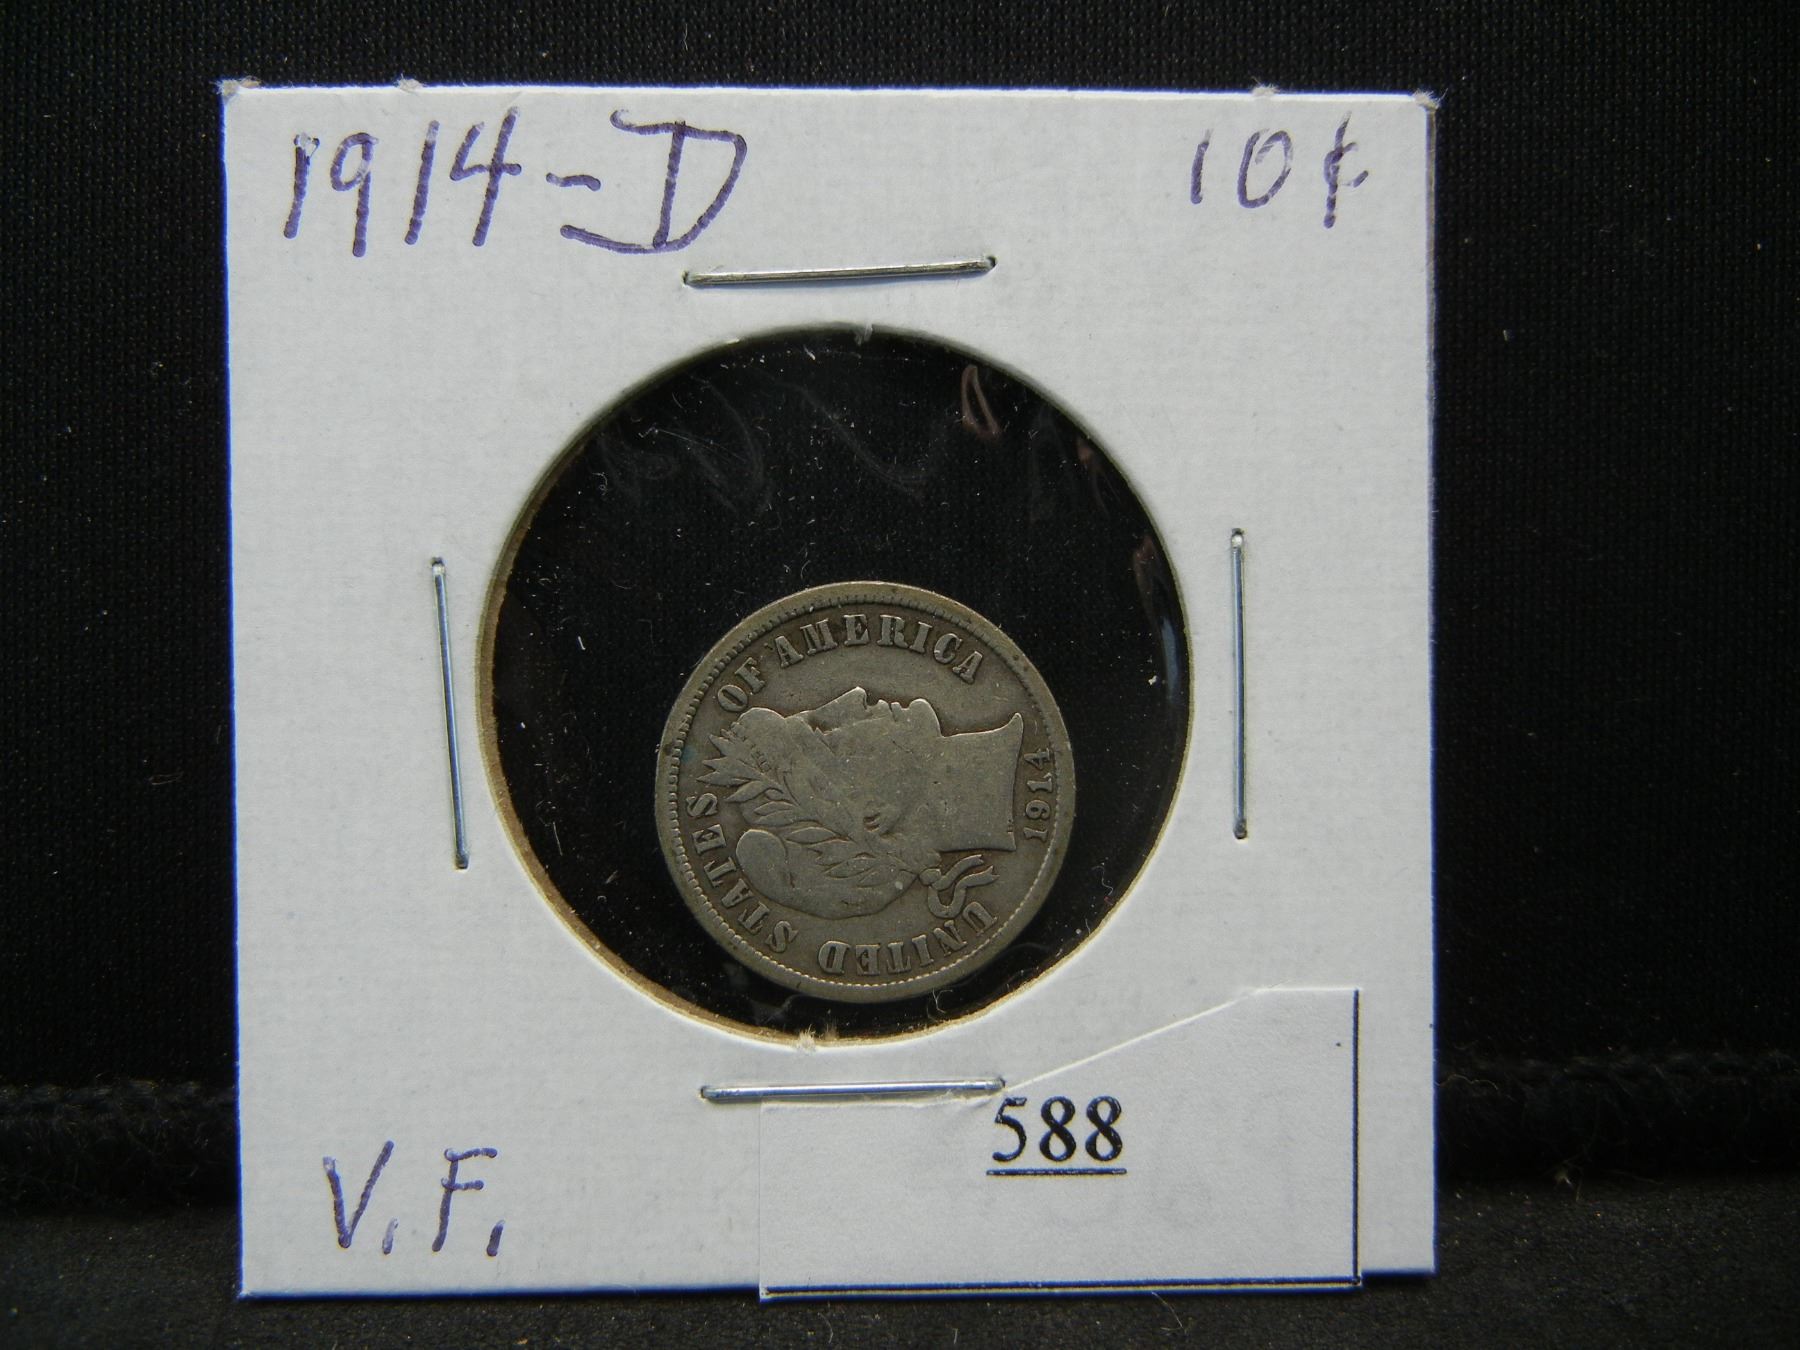 1914-D 10¢
UNITED STATES OF AMERICA
1914
V.F.
588